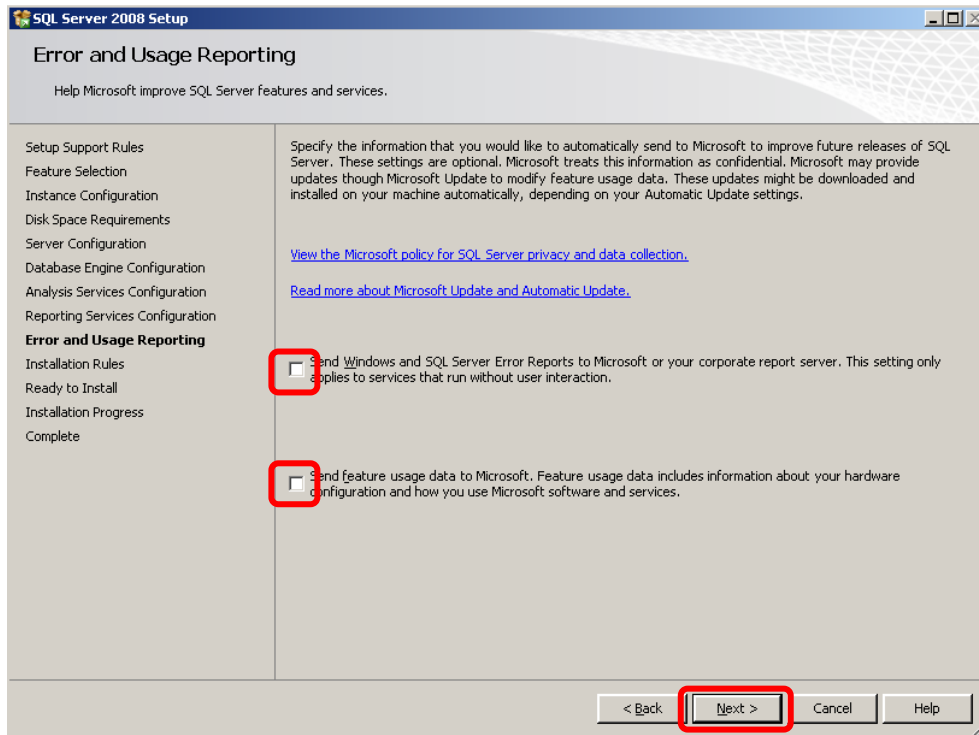 SQL Server 2008 Setup
Error and Usage Reporting
Help Microsoft improve SQL Server features and services.
Setup Support Rules
Feature Selection
Instance Configuration
Disk Space Requirements
Server Configuration
Database Engine Configuration
Analysis Services Configuration
Reporting Services Configuration
Error and Usage Reporting
Installation Rules
Ready to Install
Installation Progress
Complete
Specify the information that you would like to automatically send to Microsoft to improve future releases of SQL
Server. These settings are optional. Microsoft treats this information as confidential. Microsoft may provide
updates though Microsoft Update to modify feature usage data. These updates might be downloaded and
installed on your machine automatically, depending on your Automatic Update settings.
View the Microsoft policy for SQL Server privacy and data collection.
Read more about Microsoft Update and Automatic Update.
Send Windows and SQL Server Error Reports to Microsoft or your corporate report server. This setting only
applies to services that run without user interaction.
Send feature usage data to Microsoft. Feature usage data includes information about your hardware
configuration and how you use Microsoft software and services.
< Back
Next >
Cancel
Help